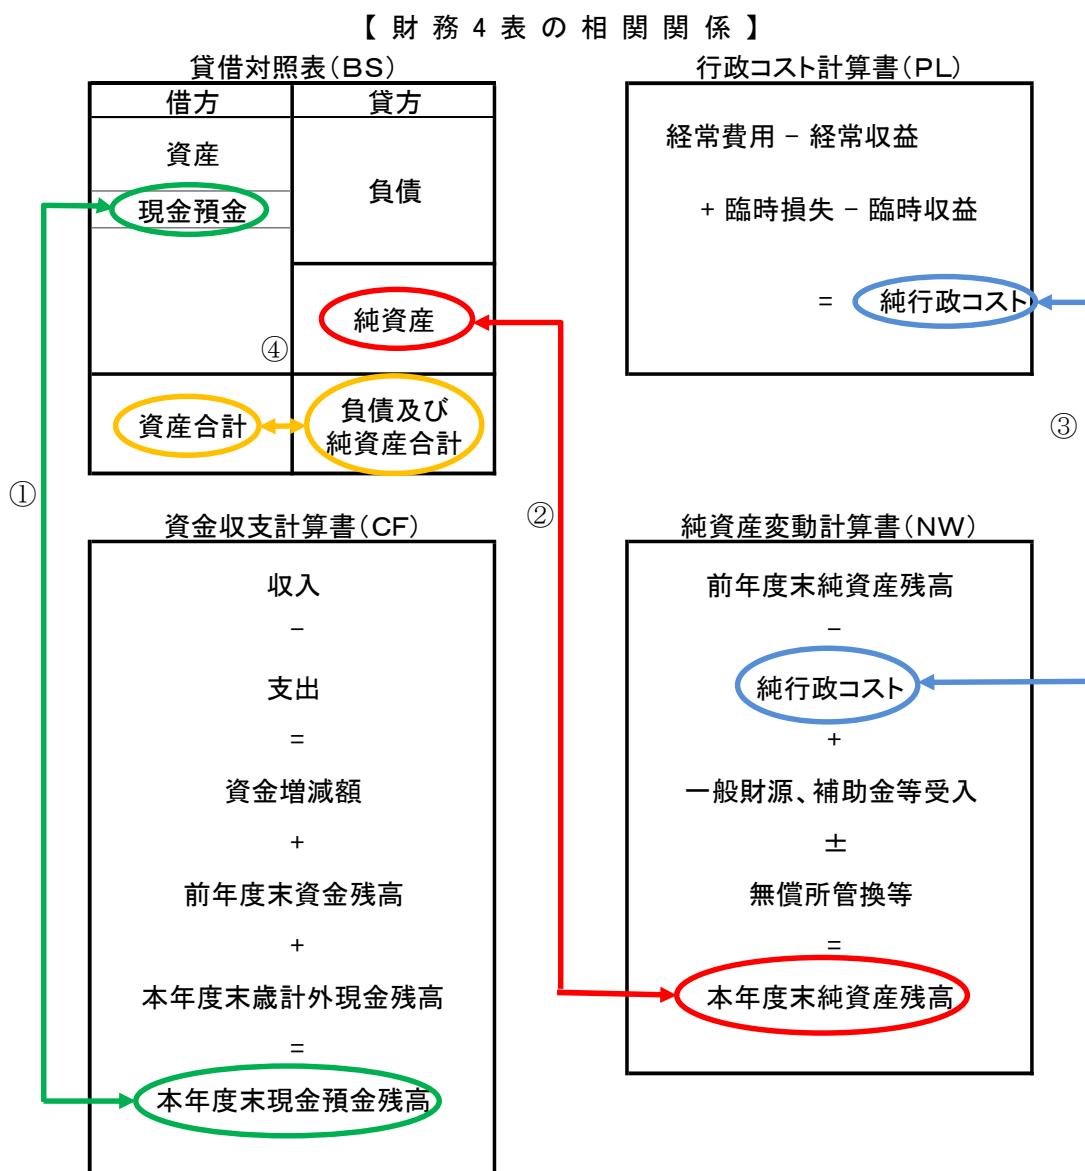 【 財 務 4 表 の 相 関 関 係 】
貸借対照表(BS)
借方
貸方
資産
現金預金
負債
純資産
④
資産合計
負債及び
純資産合計
行政コスト計算書(PL)
経常費用 − 経常収益
+ 臨時損失 − 臨時収益
= 純行政コスト
③
①
②
資金収支計算書(CF)
収入
−
支出
=
資金増減額
+
前年度末資金残高
+
本年度末歳計外現金残高
=
本年度末現金預金残高
純資産変動計算書(NW)
前年度末純資産残高
−
純行政コスト
+
一般財源、補助金等受入
±
無償所管換等
=
本年度末純資産残高